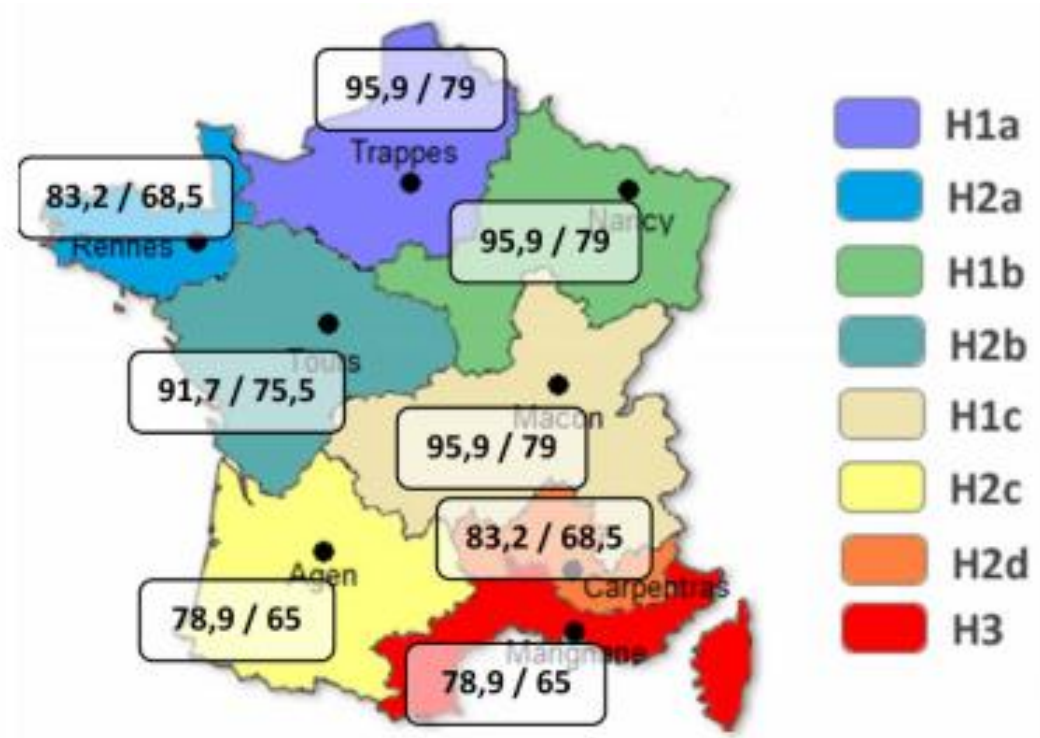 95,9 / 79
Trappes
83,2 / 68,5
Rennes
Nancy
95,9 / 79
Tours
91,7 / 75,5
Macon
95,9 / 79
83,2 / 68,5
Carpentras
Agen
78,9 / 65
Marignane
78,9 / 65
H1a
H2a
H1b
H2b
H1c
H2c
H2d
H3